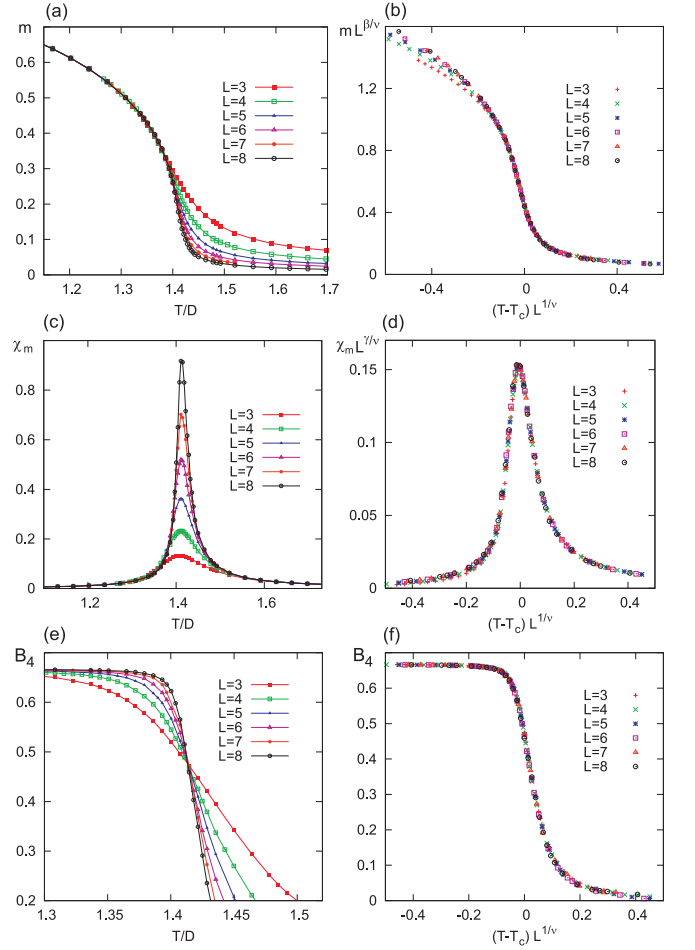 (a)
m
0.7
0.6
0.5
0.4
0.3
0.2
0.1
0
1.2 1.3 1.4 1.5 1.6 1.7
T/D
L=3
L=4
L=5
L=6
L=7
L=8
(b)
m L^{β/ν}
1.6
1.2
0.8
0.4
0
-0.4 0 0.4
(T-T_c) L^{1/ν}
L=3
L=4
L=5
L=6
L=7
L=8
(c)
χ_m
1
0.8
0.6
0.4
0.2
0
1.2 1.4 1.6
T/D
L=3
L=4
L=5
L=6
L=7
L=8
(d)
χ_m L^{γ/ν}
0.15
0.1
0.05
0
-0.4 -0.2 0 0.2 0.4
(T-T_c) L^{1/ν}
L=3
L=4
L=5
L=6
L=7
L=8
(e)
B_4
0.6
0.5
0.4
0.3
0.2
1.3 1.35 1.4 1.45 1.5
T/D
L=3
L=4
L=5
L=6
L=7
L=8
(f)
B_4
0.6
0.5
0.4
0.3
0.2
0.1
0
-0.4 -0.2 0 0.2 0.4
(T-T_c) L^{1/ν}
L=3
L=4
L=5
L=6
L=7
L=8